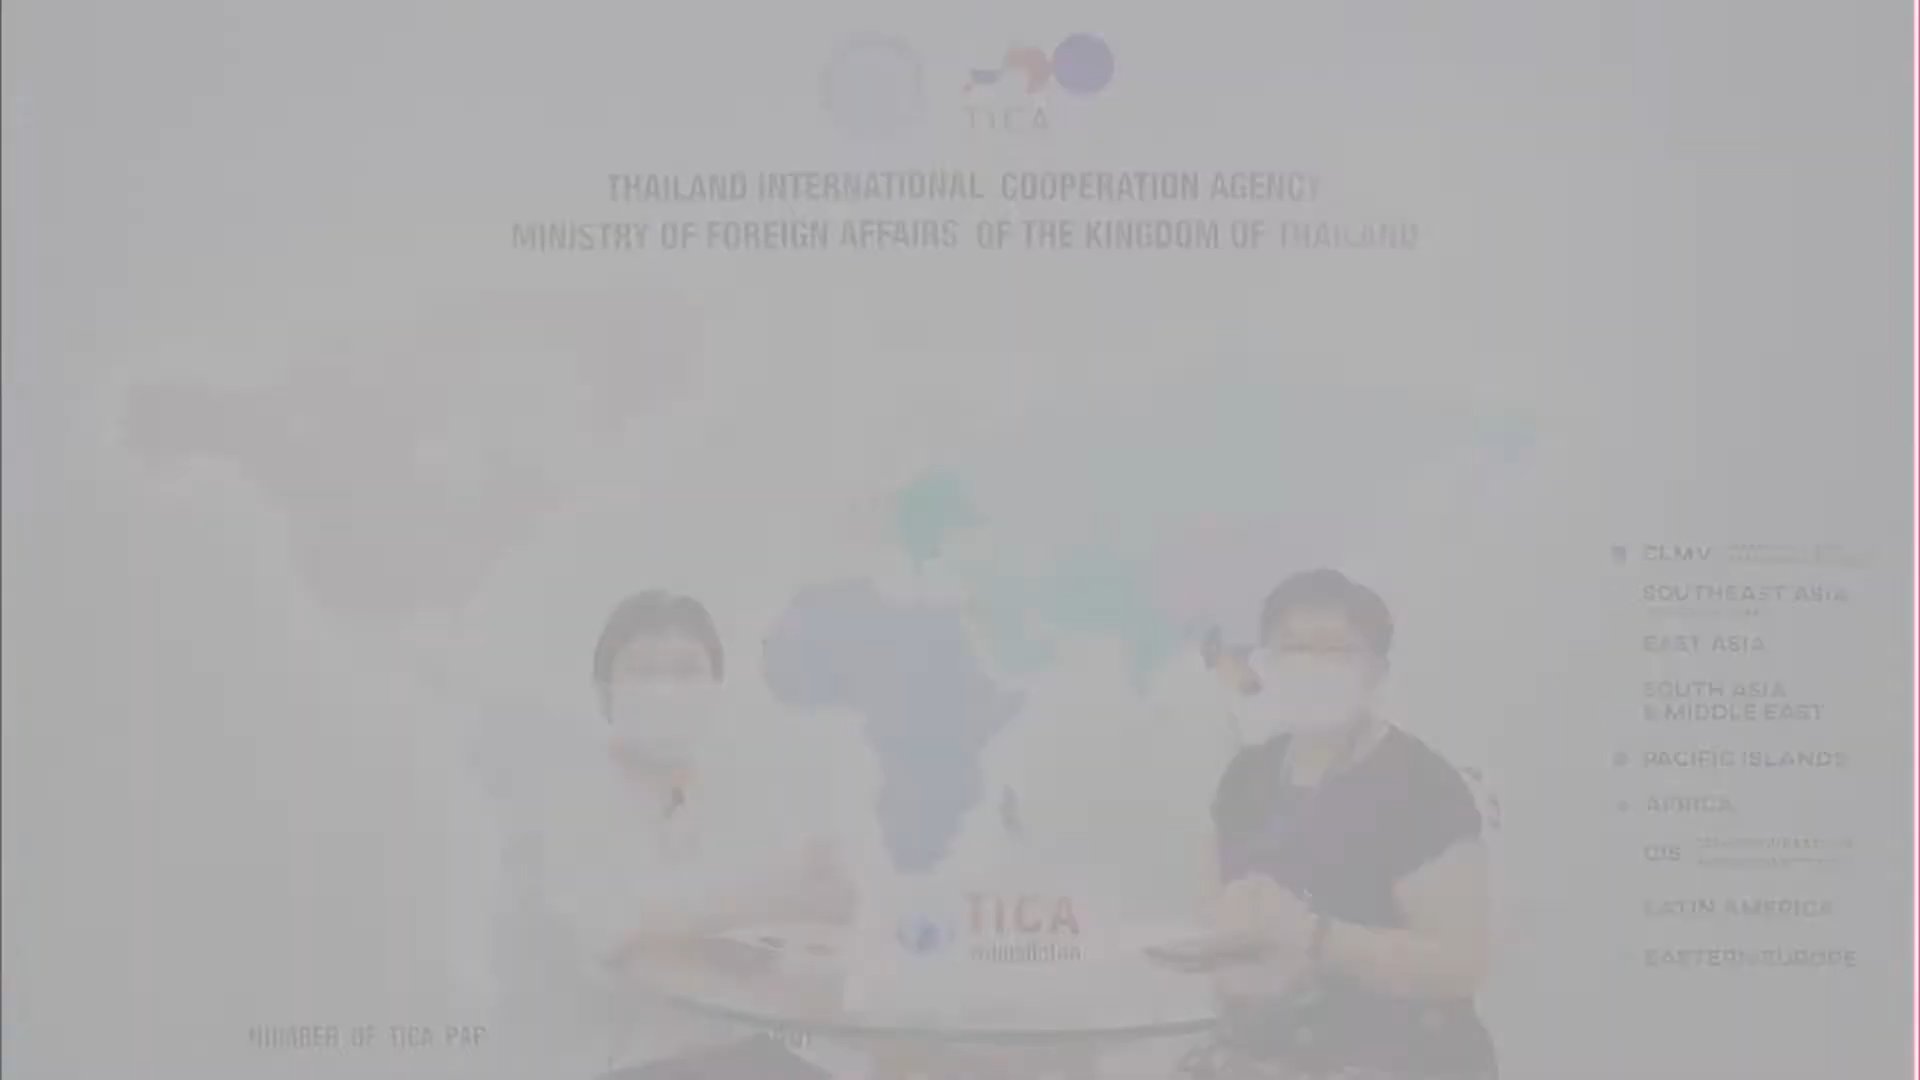 TICA
THAILAND INTERNATIONAL COOPERATION AGENCY
MINISTRY OF FOREIGN AFFAIRS OF THE KINGDOM OF THAILAND
CLMV
SOUTHEAST ASIA
EAST ASIA
SOUTH ASIA
& MIDDLE EAST
PACIFIC ISLANDS
AFRICA
CIS
LATIN AMERICA
EASTERN EUROPE
TICA
NUMBER OF TICA